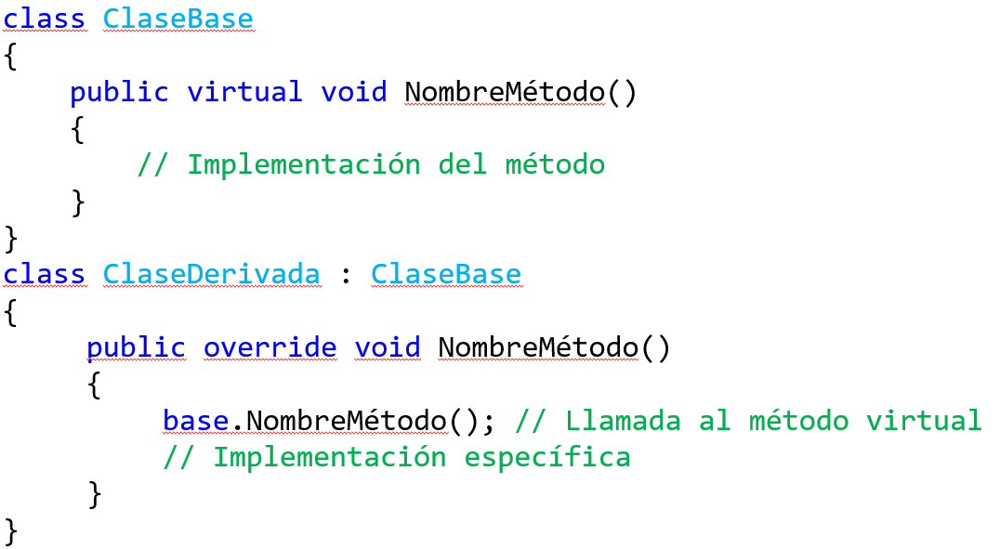 class ClaseBase
{
    public virtual void NombreMétodo()
    {
        // Implementación del método
    }
}
class ClaseDerivada : ClaseBase
{
     public override void NombreMétodo()
     {
         base.NombreMétodo(); // Llamada al método virtual
         // Implementación específica
     }
}